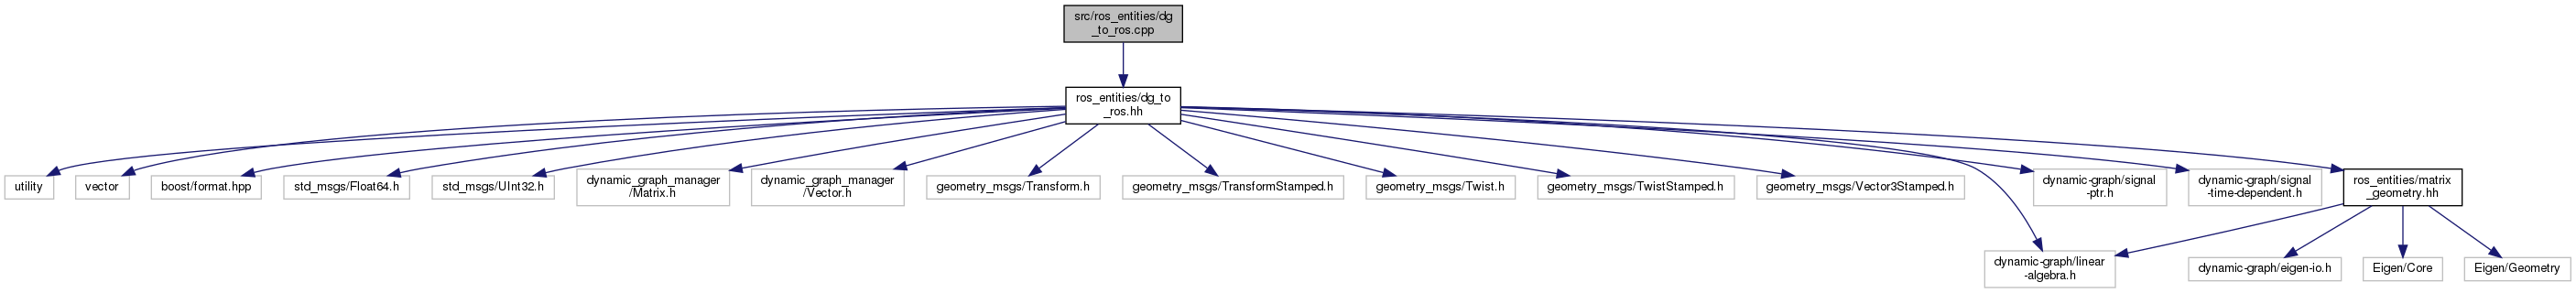 src/ros_entities/dg
_to_ros.cpp
ros_entities/dg_to
_ros.hh
utility
vector
boost/format.hpp
std_msgs/Float64.h
std_msgs/UInt32.h
dynamic_graph_manager
/Matrix.h
dynamic_graph_manager
/Vector.h
geometry_msgs/Transform.h
geometry_msgs/TransformStamped.h
geometry_msgs/Twist.h
geometry_msgs/TwistStamped.h
geometry_msgs/Vector3Stamped.h
dynamic-graph/signal
-ptr.h
dynamic-graph/signal
-time-dependent.h
ros_entities/matrix
_geometry.hh
dynamic-graph/linear
-algebra.h
dynamic-graph/eigen-io.h
Eigen/Core
Eigen/Geometry